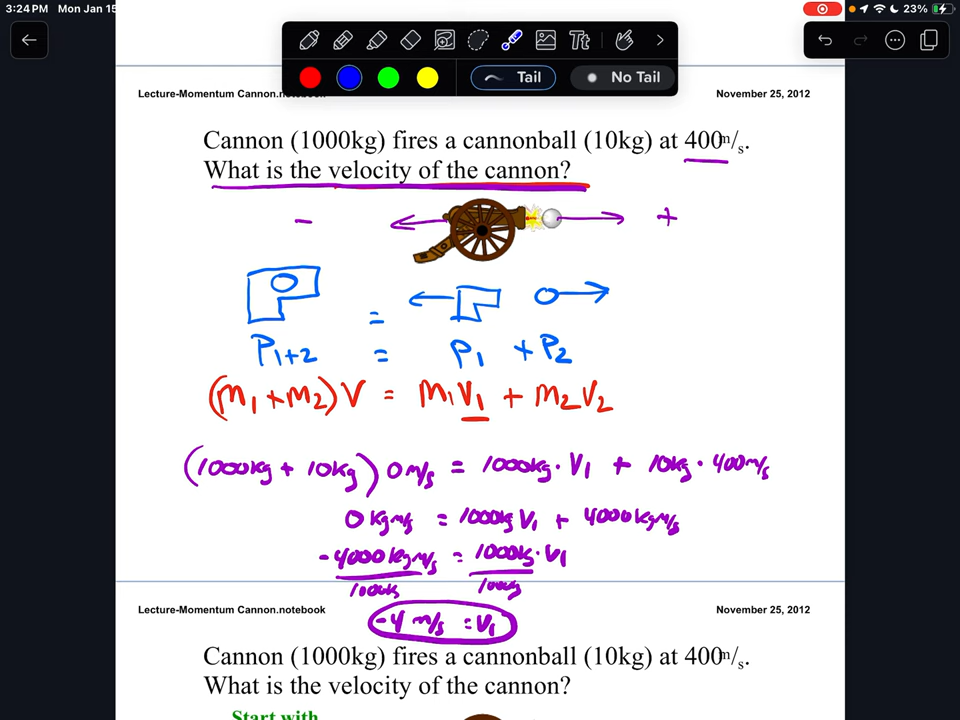 3:24 PM Mon Jan 15
23%
Tail No Tail
Lecture-Momentum Cannon.notebook November 25, 2012
Cannon (1000kg) fires a cannonball (10kg) at 400m/s.
What is the velocity of the cannon?
- +
=
P1+2 = P1 + P2
(m1 + m2) V = m1V1 + m2V2
(1000kg + 10kg) 0m/s = 1000kg · V1 + 10kg · 400m/s
0 kgm/s = 1000kg V1 + 4000kgm/s
-4000kgm/s = 1000kg · V1
1000kg 1000kg
-4 m/s = V1
Lecture-Momentum Cannon.notebook November 25, 2012
Cannon (1000kg) fires a cannonball (10kg) at 400m/s.
What is the velocity of the cannon?
Start with